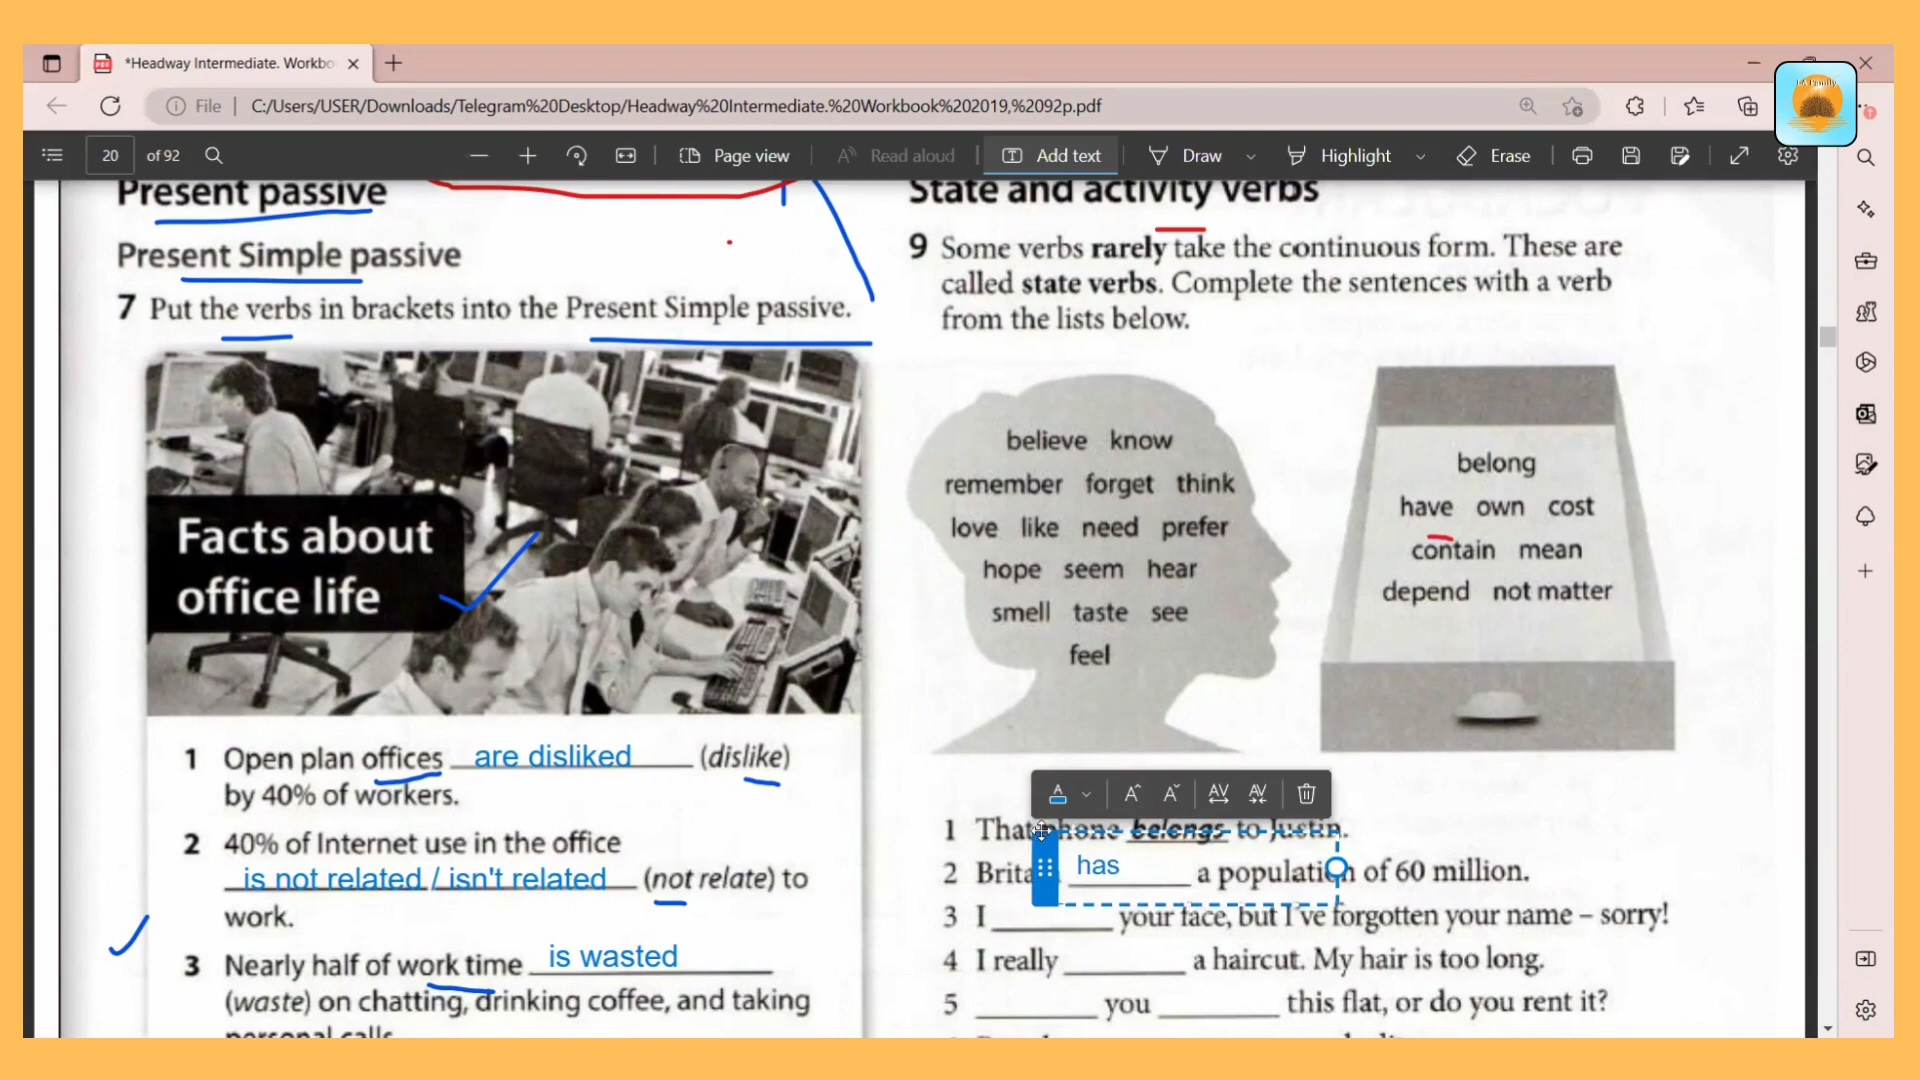 *Headway Intermediate. Workbo
File | C:/Users/USER/Downloads/Telegram%20Desktop/Headway%20Intermediate.%20Workbook%202019,%2092p.pdf
20 of 92
Page view
Read aloud
Add text
Draw
Highlight
Erase
Present passive
Present Simple passive
7 Put the verbs in brackets into the Present Simple passive.
Facts about
office life
1 Open plan offices are disliked (dislike)
by 40% of workers.
2 40% of Internet use in the office
is not related / isn't related (not relate) to
work.
3 Nearly half of work time is wasted
(waste) on chatting, drinking coffee, and taking
personal calls
State and activity verbs
9 Some verbs rarely take the continuous form. These are
called state verbs. Complete the sentences with a verb
from the lists below.
believe know
remember forget think
love like need prefer
hope seem hear
smell taste see
feel
belong
have own cost
contain mean
depend not matter
1 That phone belongs to Justin.
2 Brita has a population of 60 million.
3 I ______ your face, but I've forgotten your name – sorry!
4 I really ______ a haircut. My hair is too long.
5 ______ you ______ this flat, or do you rent it?